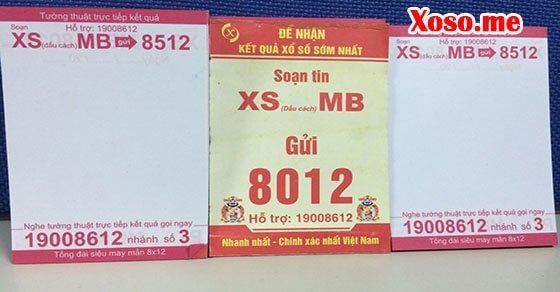 Xoso.me
Tường thuật trực tiếp kết quả
Soạn Hỗ trợ: 19008612
XS (dấu cách) MB gửi 8512
Nghe tường thuật trực tiếp kết quả gọi ngay
19008612 nhánh số 3
Tổng đài siêu may mắn 8x12
ĐỂ NHẬN
KẾT QUẢ XỔ SỐ SỚM NHẤT
Soạn tin
XS (Dấu cách) MB
Gửi
8012
Hỗ trợ: 19008612
Nhanh nhất - Chính xác nhất Việt Nam
Soạn Hỗ trợ: 19008612
XS (dấu cách) MB gửi 8512
Nghe tường thuật trực tiếp kết quả gọi ngay
19008612 nhánh số 3
Tổng đài siêu may mắn 8x12